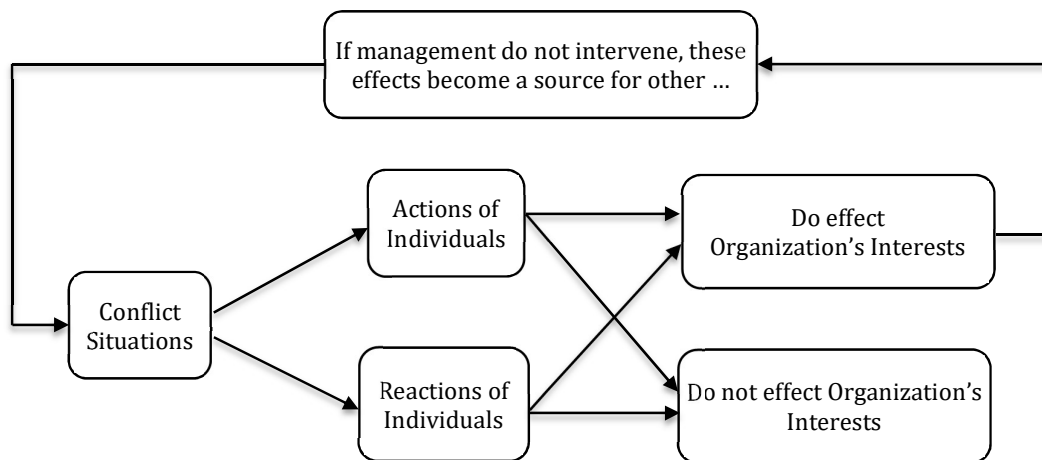 If management do not intervene, these
effects become a source for other ...
Actions of
Individuals
Do effect
Organization's Interests
Conflict
Situations
Reactions of
Individuals
Do not effect Organization's
Interests